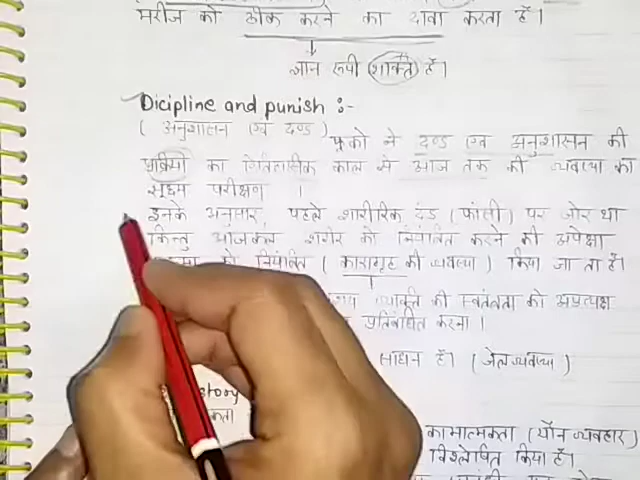 मरीज को ठीक करने का दावा करता है।
ज्ञान रूपी शक्ति है।
Dicipline and punish :-
( अनुशासन एवं दण्ड )
फूको ने दण्ड एवं अनुशासन की
प्रक्रिया का ऐतिहासिक काल से आज तक की व्यवस्था का
सूक्ष्म परीक्षण ।
इनके अनुसार, पहले शारीरिक दंड (फांसी) पर जोर था
किन्तु आजकल शरीर को नियंत्रित करने की अपेक्षा
को नियंत्रित ( कारागृह की व्यवस्था ) किया जाता है।
व्यक्ति की स्वतंत्रता को अप्रत्यक्ष
प्रतिबंधित करना ।
साधन है। ( जेल व्यवस्था )
story
कामात्मकता (यौन व्यवहार)
विश्लेषित किया है।